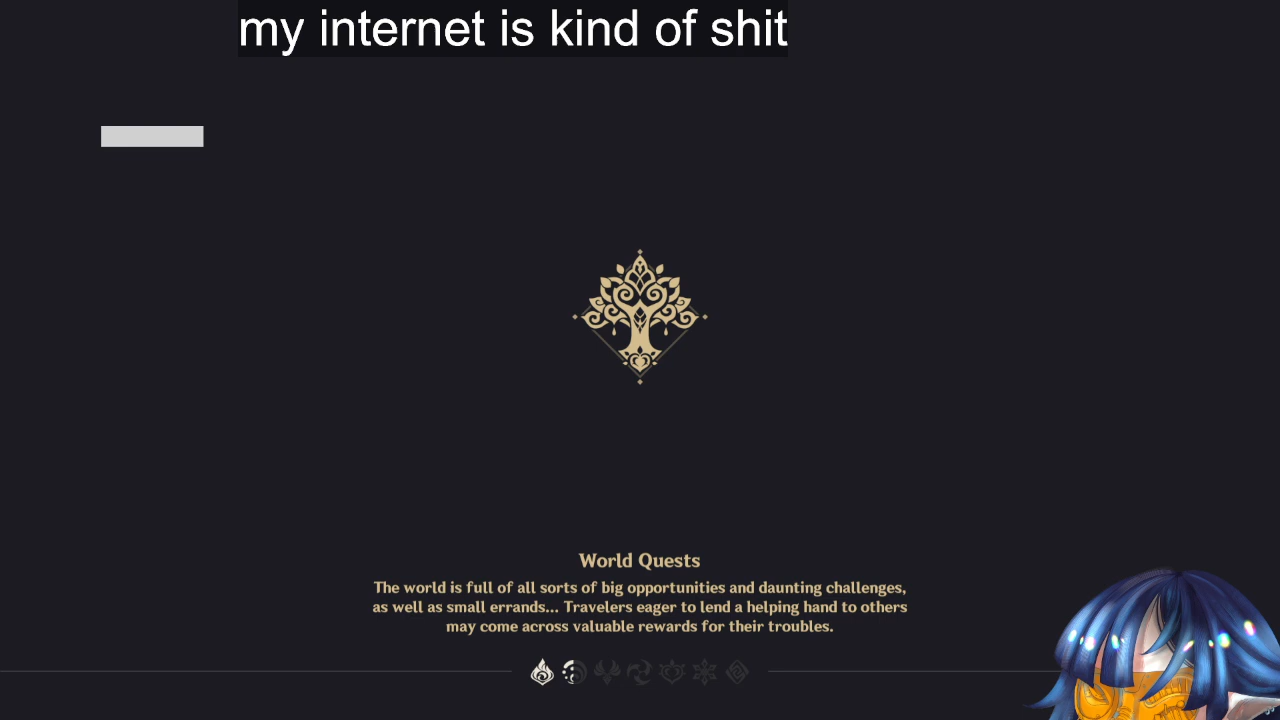 my internet is kind of shit
World Quests
The world is full of all sorts of big opportunities and daunting challenges,
as well as small errands... Travelers eager to lend a helping hand to others
may come across valuable rewards for their troubles.